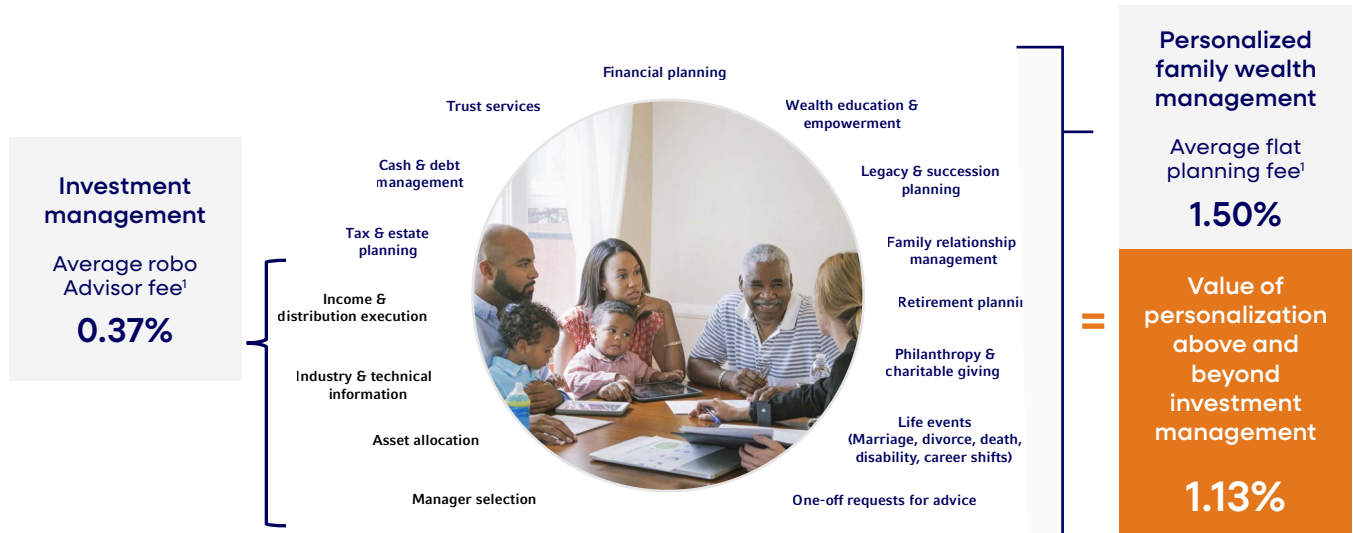 Investment
management
Average robo
Advisor fee¹
0.37%
Financial planning
Trust services
Cash & debt
management
Tax & estate
planning
Income &
distribution execution
Industry & technical
information
Asset allocation
Manager selection
Wealth education &
empowerment
Legacy & succession
planning
Family relationship
management
Retirement plannin
Philanthropy &
charitable giving
Life events
(Marriage, divorce, death,
disability, career shifts)
One-off requests for advice
=
Personalized
family wealth
management
Average flat
planning fee¹
1.50%
Value of
personalization
above and
beyond
investment
management
1.13%